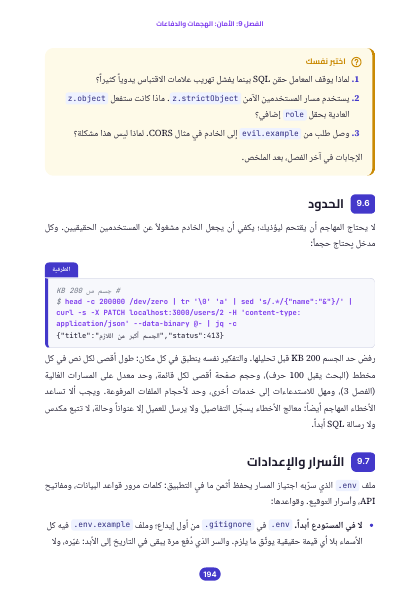 الفصل 9: الأمان: الهجمات والدفاعات
اختبر نفسك
1. لماذا يوقف المعامل حقن SQL بينما يفشل تهريب علامات الاقتباس يدوياً كثيراً؟
2. يستخدم مسار المستخدمين الآمن z.strictObject. ماذا كانت ستفعل z.object
العادية بحقل role إضافي؟
3. وصل طلب من evil.example إلى الخادم في مثال CORS. لماذا ليس هذا مشكلة؟
الإجابات في آخر الفصل، بعد الملخص.
9.6 الحدود
لا يحتاج المهاجم أن يقتحم ليؤذيك؛ يكفي أن يجعل الخادم مشغولاً عن المستخدمين الحقيقيين. وكل
مدخل يحتاج حجماً:
الطرفية
# جسم من 200 KB
$ head -c 200000 /dev/zero | tr '\0' 'a' | sed 's/.*/{"name":"&"}/' |
curl -s -X PATCH localhost:3000/users/2 -H 'content-type:
application/json' --data-binary @- | jq -c
{"title":"الجسم أكبر من اللازم","status":413}
رفض حد الجسم 200 KB قبل تحليلها. والتفكير نفسه ينطبق في كل مكان: طول أقصى لكل نص في كل
مخطط (البحث يقبل 100 حرف)، وحجم صفحة أقصى لكل قائمة، وحد معدل على المسارات الغالية
(الفصل 3)، ومهل للاستدعاءات إلى خدمات أخرى، وحد لأحجام الملفات المرفوعة. ويجب ألا تساعد
الأخطاء المهاجم أيضاً: معالج الأخطاء يسجّل التفاصيل ولا يرسل للعميل إلا عنواناً وحالة، لا تتبع مكدس
ولا رسالة SQL أبداً.
9.7 الأسرار والإعدادات
ملف .env الذي سرّبه اجتياز المسار يحفظ أثمن ما في التطبيق: كلمات مرور قواعد البيانات، ومفاتيح
API، وأسرار التوقيع. وقواعدها:
• لا في المستودع أبداً. .env في .gitignore من أول إيداع؛ وملف .env.example فيه كل
الأسماء بلا أي قيمة حقيقية يوثّق ما يلزم. والسر الذي دُفع مرة يبقى في التاريخ إلى الأبد: غيّره، ولا
194